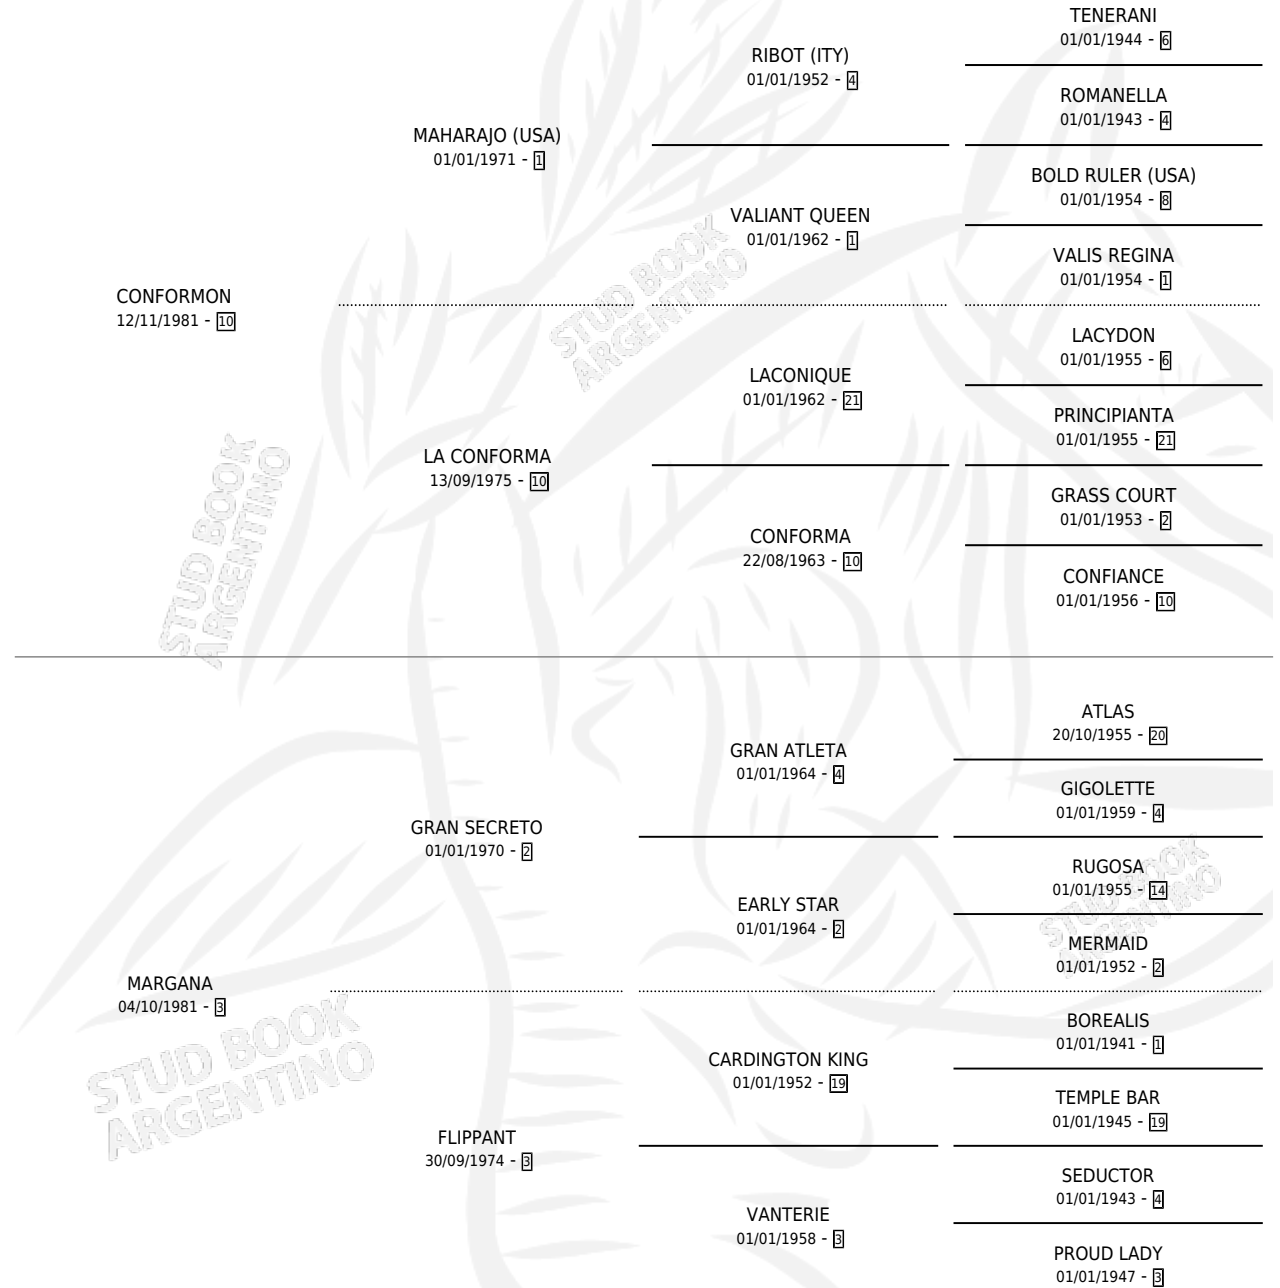 TENERANI
01/01/1944 - 6
RIBOT (ITY)
01/01/1952 - 4
ROMANELLA
01/01/1943 - 4
MAHARAJO (USA)
01/01/1971 - 1
BOLD RULER (USA)
01/01/1954 - 8
VALIANT QUEEN
01/01/1962 - 1
VALIS REGINA
01/01/1954 - 1
CONFORMON
12/11/1981 - 10
LACYDON
01/01/1955 - 6
LACONIQUE
01/01/1962 - 21
PRINCIPIANTA
01/01/1955 - 21
LA CONFORMA
13/09/1975 - 10
GRASS COURT
01/01/1953 - 2
CONFORMA
22/08/1963 - 10
CONFIANCE
01/01/1956 - 10
ATLAS
20/10/1955 - 20
GRAN ATLETA
01/01/1964 - 4
GIGOLETTE
01/01/1959 - 4
GRAN SECRETO
01/01/1970 - 2
RUGOSA
01/01/1955 - 14
EARLY STAR
01/01/1964 - 2
MERMAID
01/01/1952 - 2
MARGANA
04/10/1981 - 3
BOREALIS
01/01/1941 - 1
CARDINGTON KING
01/01/1952 - 19
TEMPLE BAR
01/01/1945 - 19
FLIPPANT
30/09/1974 - 3
SEDUCTOR
01/01/1943 - 4
VANTERIE
01/01/1958 - 3
PROUD LADY
01/01/1947 - 3
STUD BOOK
ARGENTINO
STUD BOOK
ARGENTINO
STUD BOOK
ARGENTINO
STUD BOOK
ARGENTINO